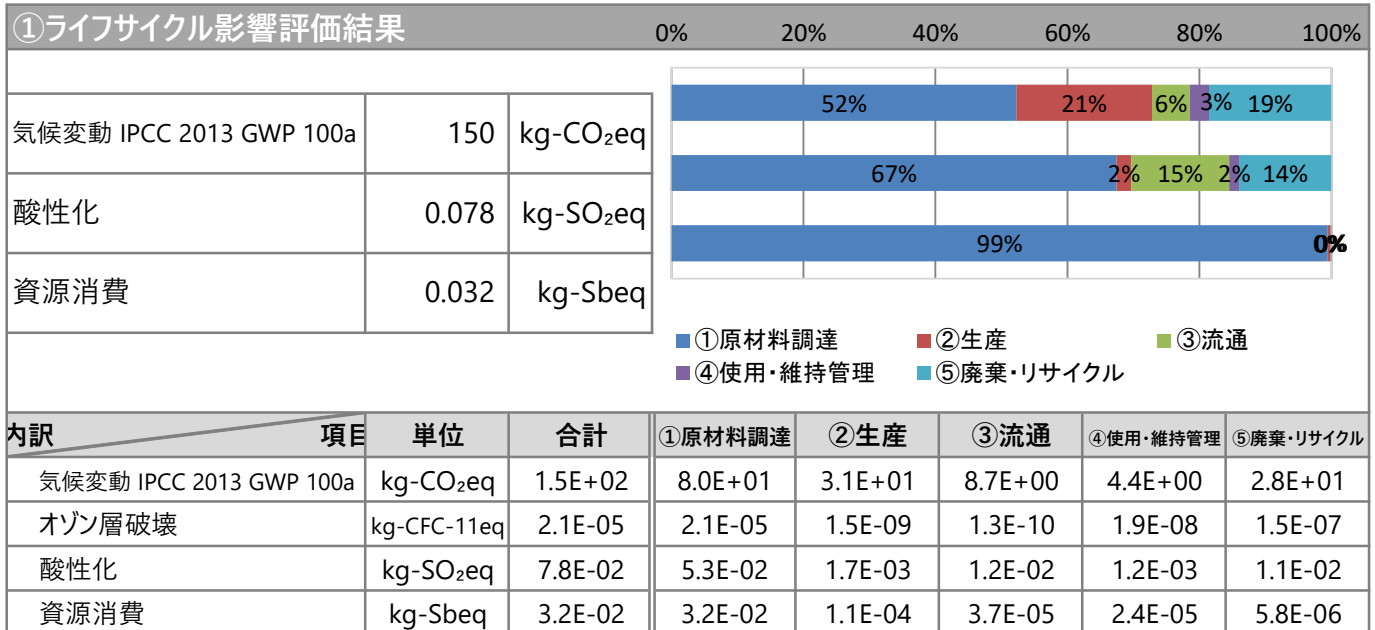 ①ライフサイクル影響評価結果 0% 20% 40% 60% 80% 100%
気候変動 IPCC 2013 GWP 100a 150 kg-CO₂eq
52% 21% 6% 3% 19%
酸性化 0.078 kg-SO₂eq
67% 2% 15% 2% 14%
資源消費 0.032 kg-Sbeq
99% 0%
■①原材料調達 ■②生産 ■③流通
■④使用・維持管理 ■⑤廃棄・リサイクル
内訳 項目 単位 合計 ①原材料調達 ②生産 ③流通 ④使用・維持管理 ⑤廃棄・リサイクル
気候変動 IPCC 2013 GWP 100a kg-CO₂eq 1.5E+02 8.0E+01 3.1E+01 8.7E+00 4.4E+00 2.8E+01
オゾン層破壊 kg-CFC-11eq 2.1E-05 2.1E-05 1.5E-09 1.3E-10 1.9E-08 1.5E-07
酸性化 kg-SO₂eq 7.8E-02 5.3E-02 1.7E-03 1.2E-02 1.2E-03 1.1E-02
資源消費 kg-Sbeq 3.2E-02 3.2E-02 1.1E-04 3.7E-05 2.4E-05 5.8E-06